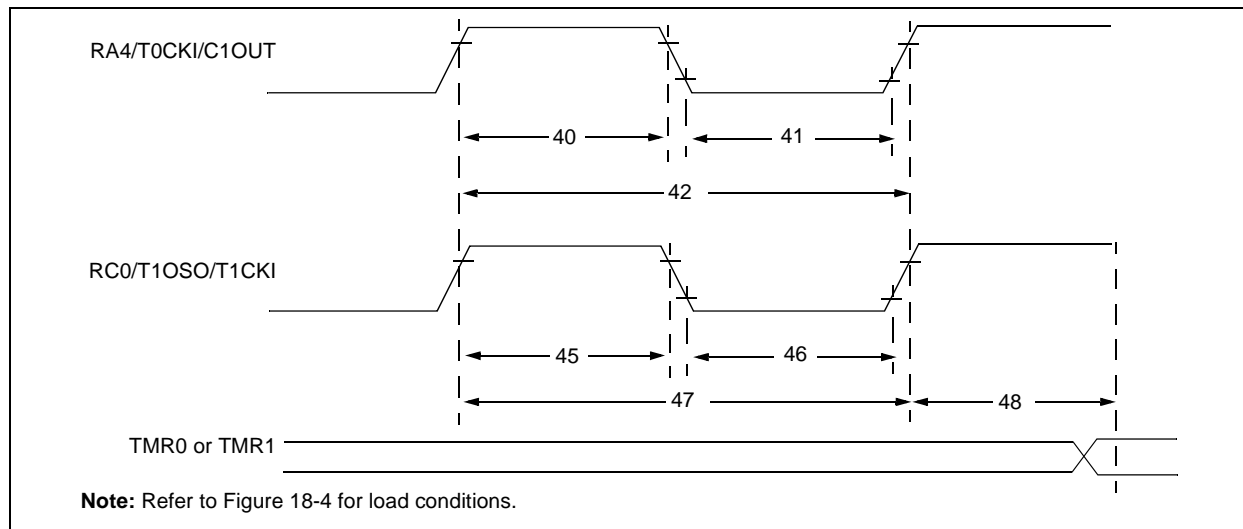 RA4/T0CKI/C1OUT
40
41
42
RC0/T1OSO/T1CKI
45
46
47
48
TMR0 or TMR1
Note: Refer to Figure 18-4 for load conditions.